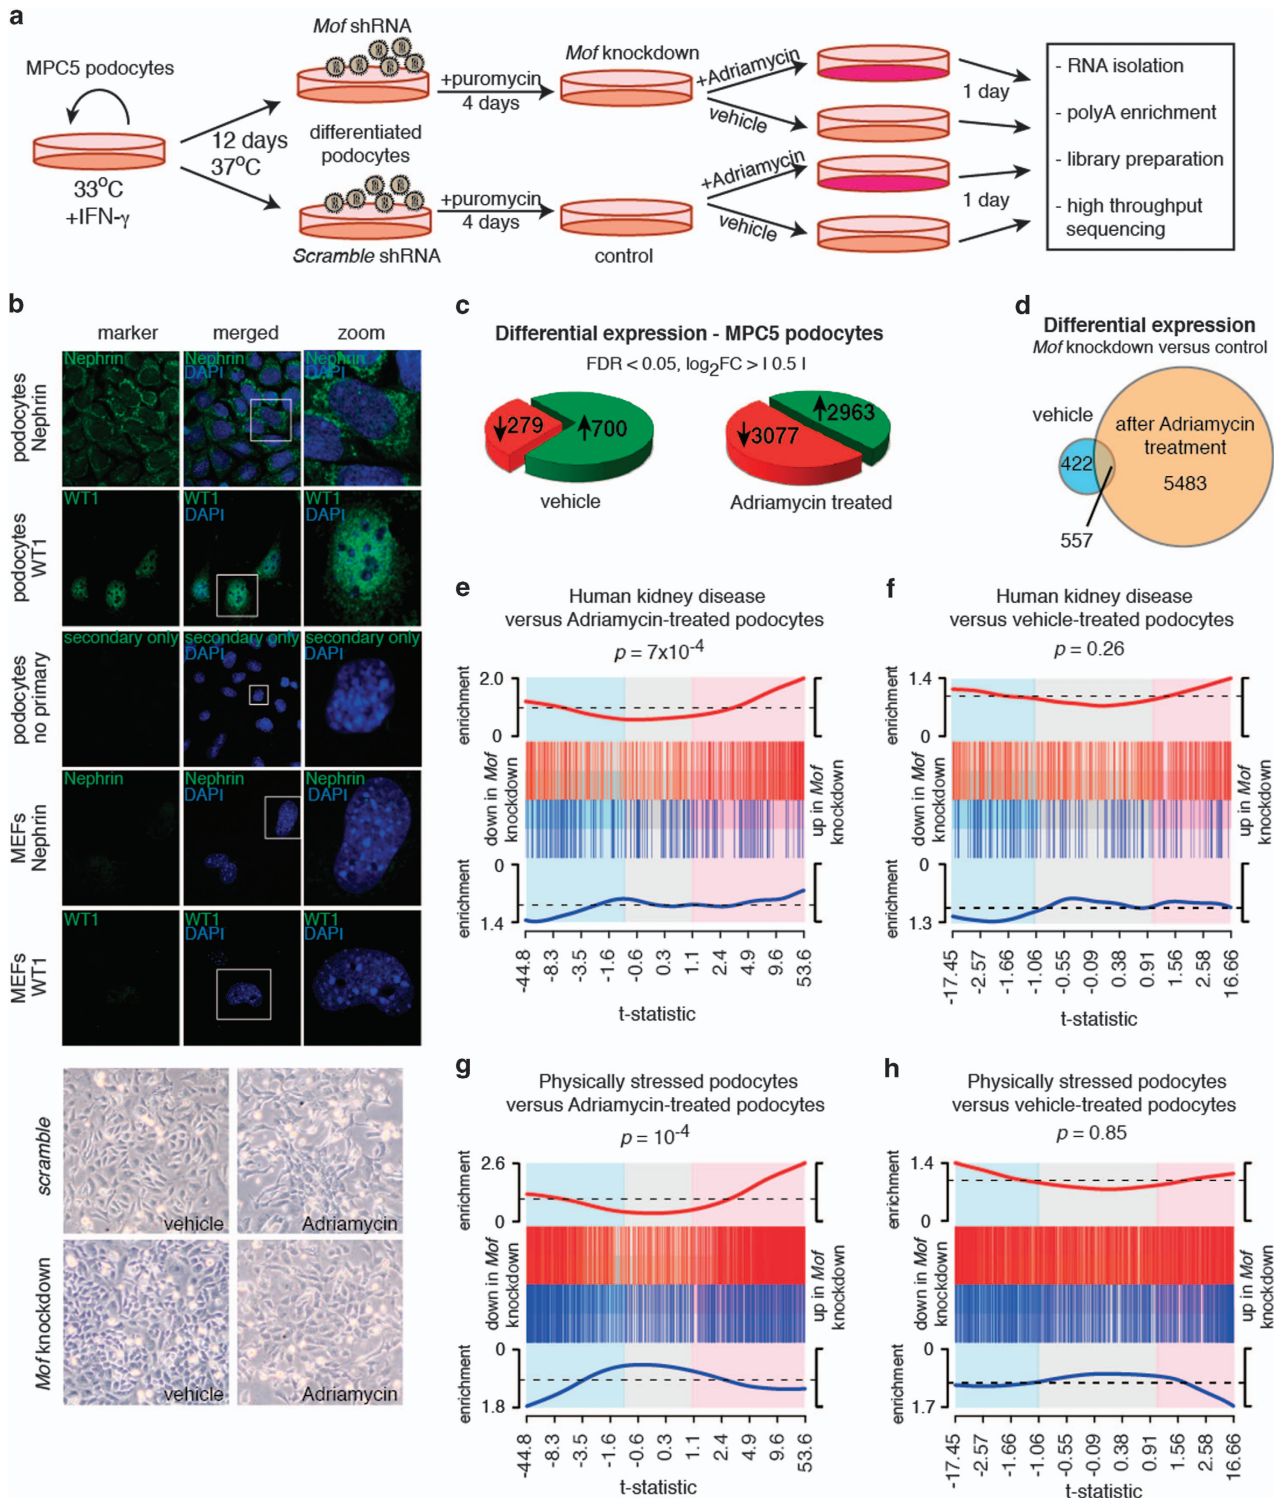 a
MPC5 podocytes
33°C
+IFN-γ
12 days
37°C
Mof shRNA
differentiated
podocytes
Scramble shRNA
+puromycin
4 days
+puromycin
4 days
Mof knockdown
control
+Adriamycin
vehicle
+Adriamycin
vehicle
1 day
1 day
- RNA isolation
- polyA enrichment
- library preparation
- high throughput
sequencing
b
marker
merged
zoom
podocytes
Nephrin
Nephrin
Nephrin
DAPI
Nephrin
DAPI
podocytes
WT1
WT1
WT1
DAPI
WT1
DAPI
podocytes
no primary
secondary only
secondary only
DAPI
secondary only
DAPI
MEFs
Nephrin
Nephrin
Nephrin
DAPI
Nephrin
DAPI
MEFs
WT1
WT1
WT1
DAPI
WT1
DAPI
scramble
vehicle
Adriamycin
Mof knockdown
vehicle
Adriamycin
c
Differential expression - MPC5 podocytes
FDR < 0.05, log2FC > I 0.5 I
279
700
vehicle
2963
3077
Adriamycin treated
d
Differential expression
Mof knockdown versus control
vehicle
422
after Adriamycin
treatment
5483
557
e
Human kidney disease
versus Adriamycin-treated podocytes
p = 7x10-4
enrichment
2.0
0
down in Mof
knockdown
up in Mof
knockdown
enrichment
0
1.4
-44.8
-8.3
-3.5
-1.6
-0.6
0.3
1.1
2.4
4.9
9.6
53.6
t-statistic
f
Human kidney disease
versus vehicle-treated podocytes
p = 0.26
enrichment
1.4
0
down in Mof
knockdown
up in Mof
knockdown
enrichment
0
1.3
-17.45
-2.57
-1.66
-1.06
-0.55
-0.09
0.38
0.91
1.56
2.58
16.66
t-statistic
g
Physically stressed podocytes
versus Adriamycin-treated podocytes
p = 10-4
enrichment
2.6
0
down in Mof
knockdown
up in Mof
knockdown
enrichment
0
1.8
-44.8
-8.3
-3.5
-1.6
-0.6
0.3
1.1
2.4
4.9
9.6
53.6
t-statistic
h
Physically stressed podocytes
versus vehicle-treated podocytes
p = 0.85
enrichment
1.4
0
down in Mof
knockdown
up in Mof
knockdown
enrichment
0
1.7
-17.45
-2.57
-1.66
-1.06
-0.55
-0.09
0.38
0.91
1.56
2.58
16.66
t-statistic